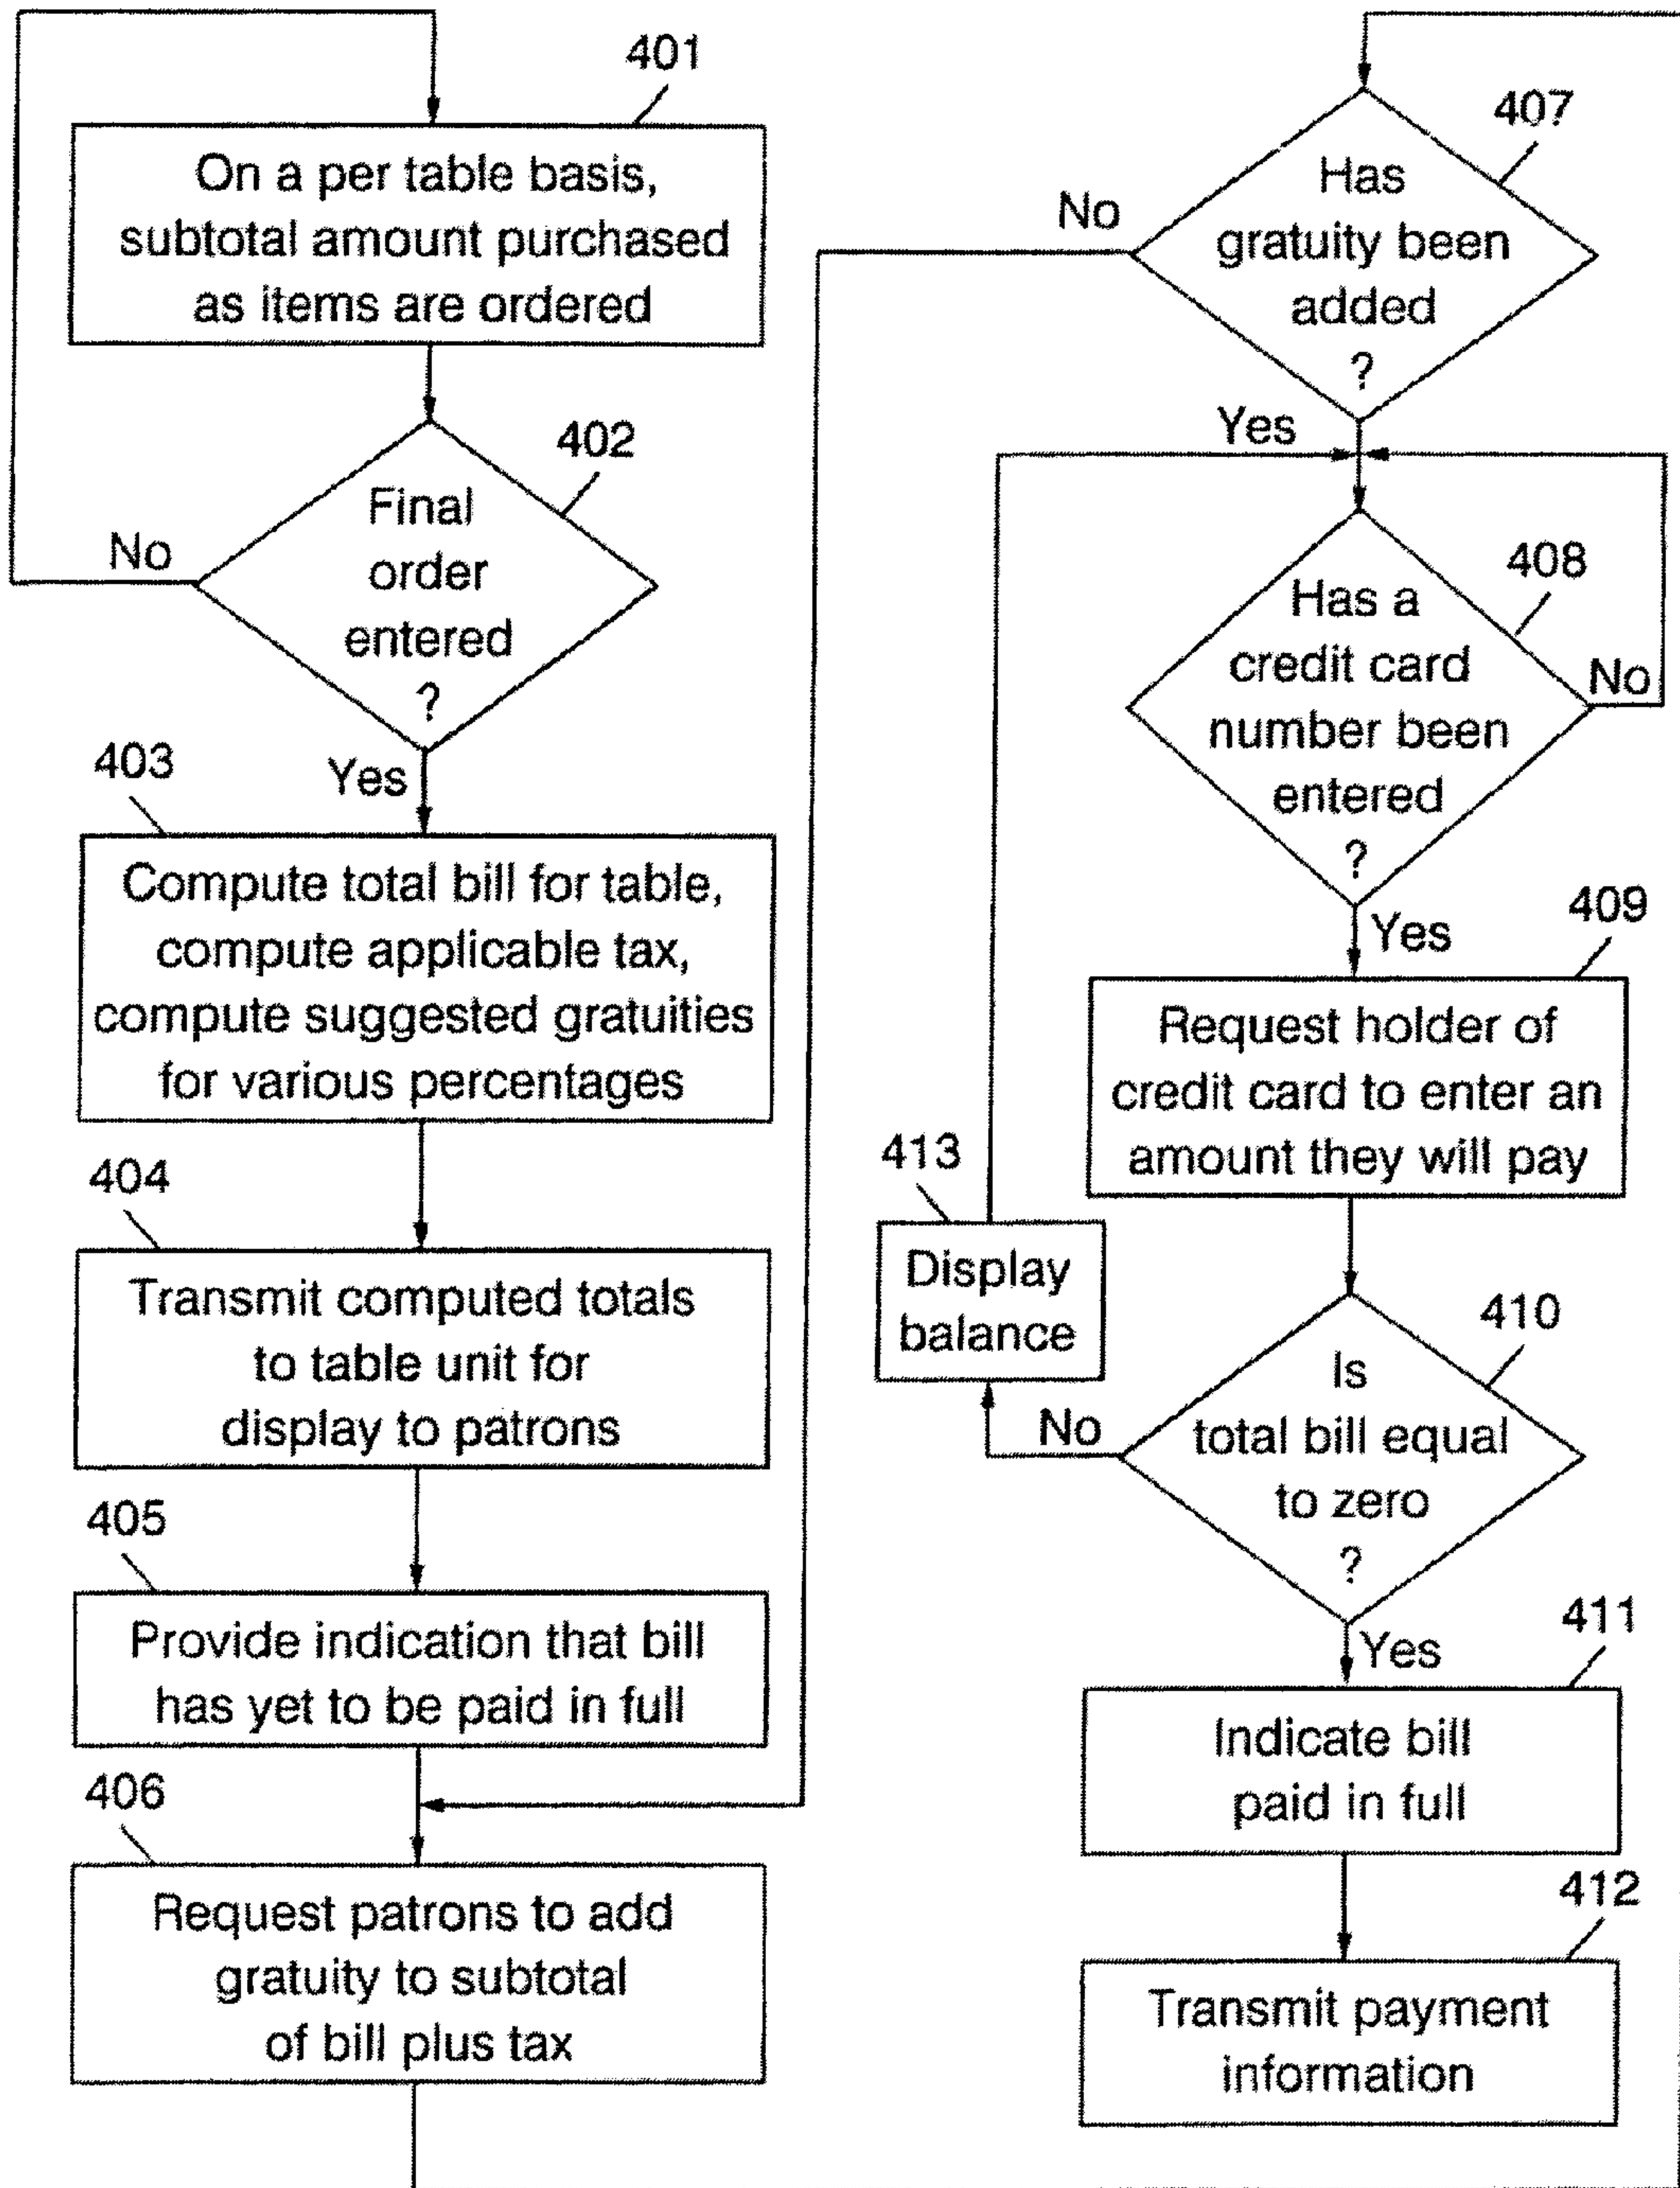 401
On a per table basis,
subtotal amount purchased
as items are ordered
402
Final
order
entered
?
No
Yes
403
Compute total bill for table,
compute applicable tax,
compute suggested gratuities
for various percentages
404
Transmit computed totals
to table unit for
display to patrons
405
Provide indication that bill
has yet to be paid in full
406
Request patrons to add
gratuity to subtotal
of bill plus tax
407
Has
gratuity been
added
?
No
Yes
408
Has a
credit card
number been
entered
?
No
Yes
409
Request holder of
credit card to enter an
amount they will pay
413
Display
balance
410
Is
total bill equal
to zero
?
No
Yes
411
Indicate bill
paid in full
412
Transmit payment
information